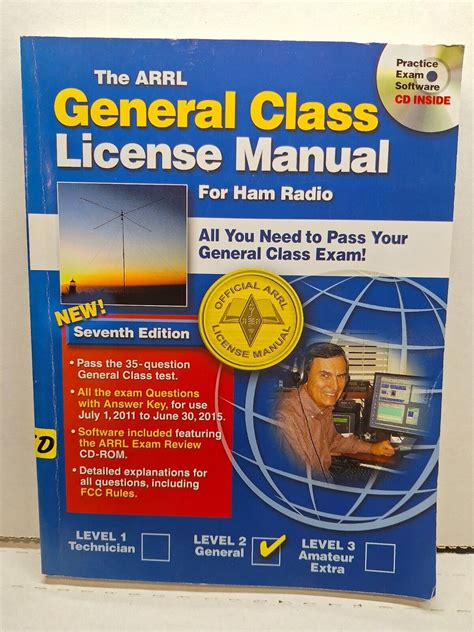 The ARRL
General Class
License Manual
For Ham Radio
Practice
Exam
Software
CD INSIDE
All You Need to Pass Your
General Class Exam!
OFFICIAL ARRL
LICENSE MANUAL
NEW!
Seventh Edition
• Pass the 35-question
General Class test.
• All the exam Questions
with Answer Key, for use
July 1, 2011 to June 30, 2015.
• Software included featuring
the ARRL Exam Review
CD-ROM.
• Detailed explanations for
all questions, including
FCC Rules.
LEVEL 1
Technician
LEVEL 2
General
LEVEL 3
Amateur
Extra